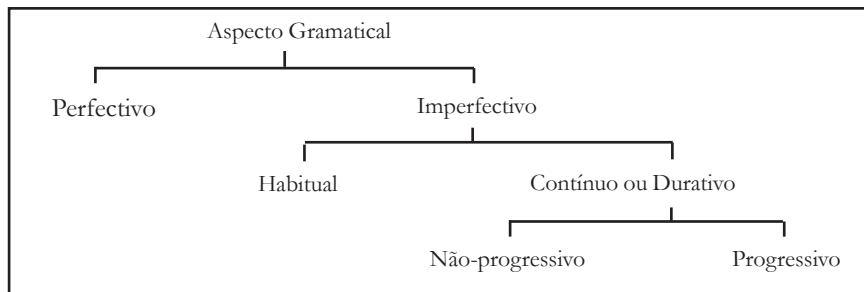 Aspecto Gramatical
Perfectivo
Imperfectivo
Habitual
Contínuo ou Durativo
Não-progressivo
Progressivo